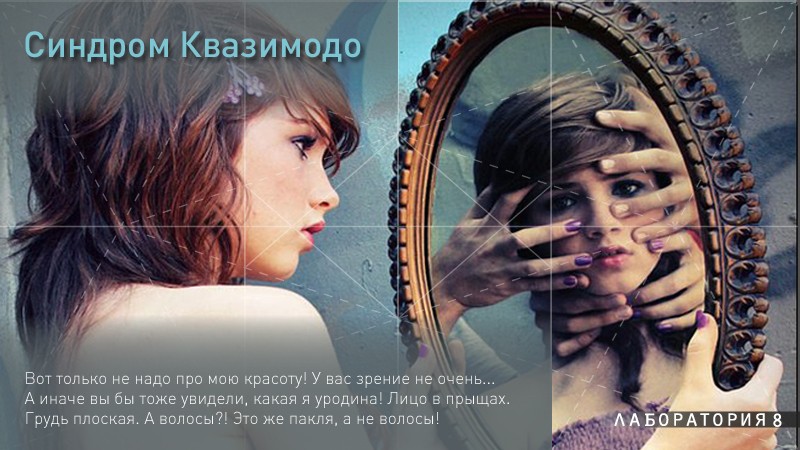 Синдром Квазимодо
Вот только не надо про мою красоту! У вас зрение не очень...
А иначе вы бы тоже увидели, какая я уродина! Лицо в прыщах.
Грудь плоская. А волосы?! Это же пакля, а не волосы!
ЛАБОРАТОРИЯ 8